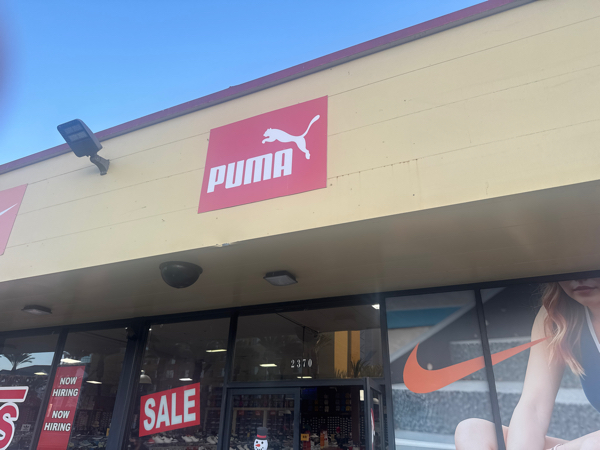 PUMA
2370
NOW
HIRING
NOW
HIRING
SALE